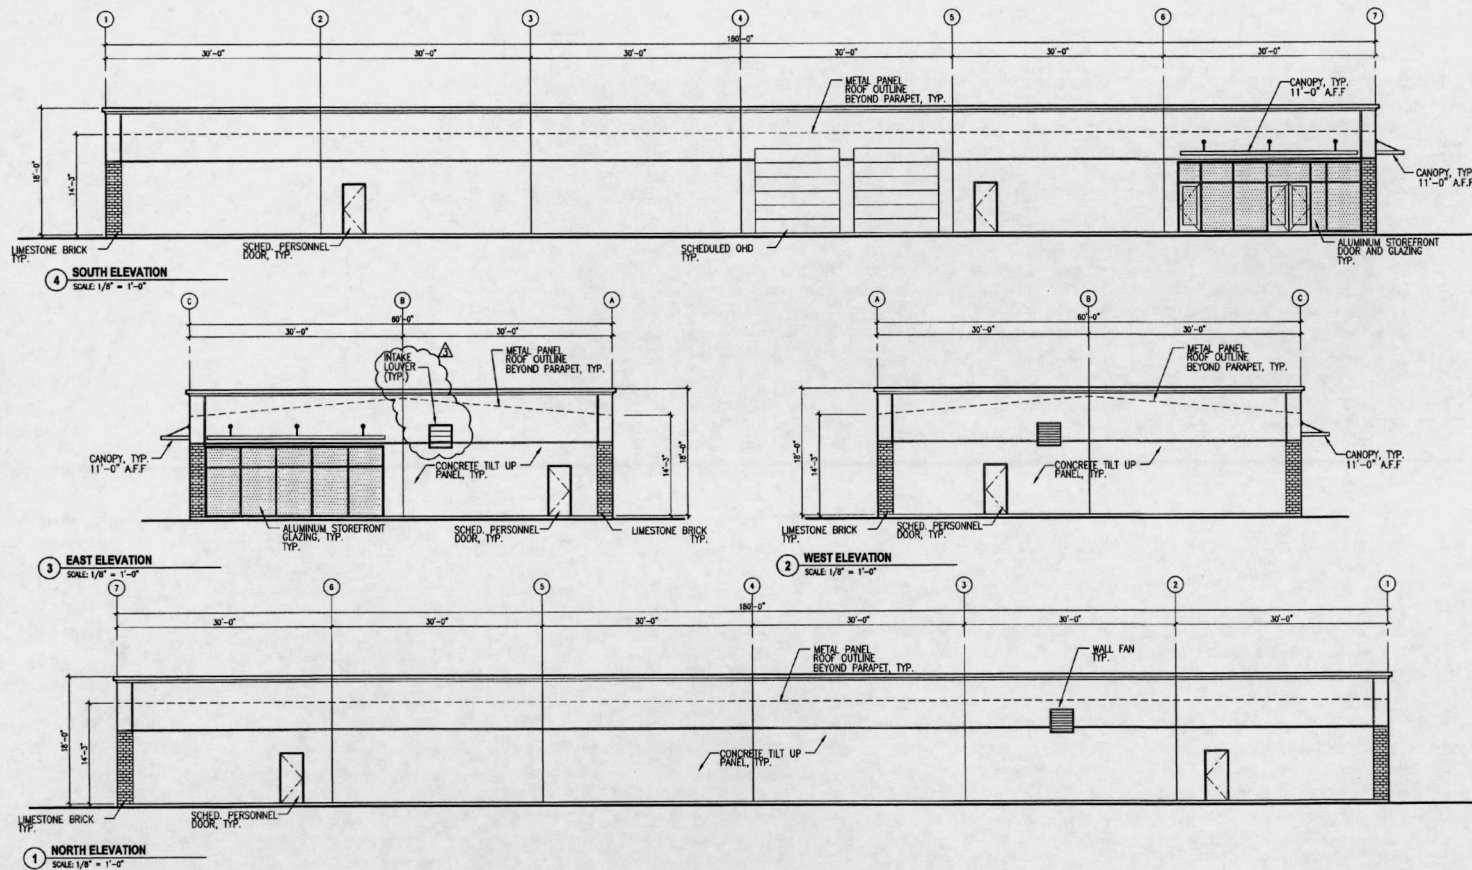 1 2 3 4 5 6 7
180'-0"
30'-0" 30'-0" 30'-0" 30'-0" 30'-0" 30'-0"
METAL PANEL
ROOF OUTLINE
BEYOND PARAPET, TYP.
CANOPY, TYP.
11'-0" A.F.F
18'-0"
14'-3"
CANOPY, TYP
11'-0" A.F.F
LIMESTONE BRICK
TYP.
SCHED. PERSONNEL
DOOR, TYP.
SCHEDULED OHD
TYP.
ALUMINUM STOREFRONT
DOOR AND GLAZING
TYP.
4 SOUTH ELEVATION
SCALE: 1/8" = 1'-0"
C B A
60'-0"
30'-0" 30'-0"
INTAKE
LOUVER
(TYP.)
3
METAL PANEL
ROOF OUTLINE
BEYOND PARAPET, TYP.
CANOPY, TYP.
11'-0" A.F.F
CONCRETE TILT UP
PANEL, TYP.
14'-3"
18'-0"
ALUMINUM STOREFRONT
GLAZING, TYP.
TYP.
SCHED. PERSONNEL
DOOR, TYP.
LIMESTONE BRICK
TYP.
3 EAST ELEVATION
SCALE: 1/8" = 1'-0"
A B C
60'-0"
30'-0" 30'-0"
METAL PANEL
ROOF OUTLINE
BEYOND PARAPET, TYP.
18'-0"
14'-3"
CONCRETE TILT UP
PANEL, TYP.
CANOPY, TYP.
11'-0" A.F.F
LIMESTONE BRICK
TYP.
SCHED. PERSONNEL
DOOR, TYP.
2 WEST ELEVATION
SCALE: 1/8" = 1'-0"
7 6 5 4 3 2 1
180'-0"
30'-0" 30'-0" 30'-0" 30'-0" 30'-0" 30'-0"
METAL PANEL
ROOF OUTLINE
BEYOND PARAPET, TYP.
WALL FAN
TYP.
18'-0"
14'-3"
CONCRETE TILT UP
PANEL, TYP.
LIMESTONE BRICK
TYP.
SCHED. PERSONNEL
DOOR, TYP.
1 NORTH ELEVATION
SCALE: 1/8" = 1'-0"